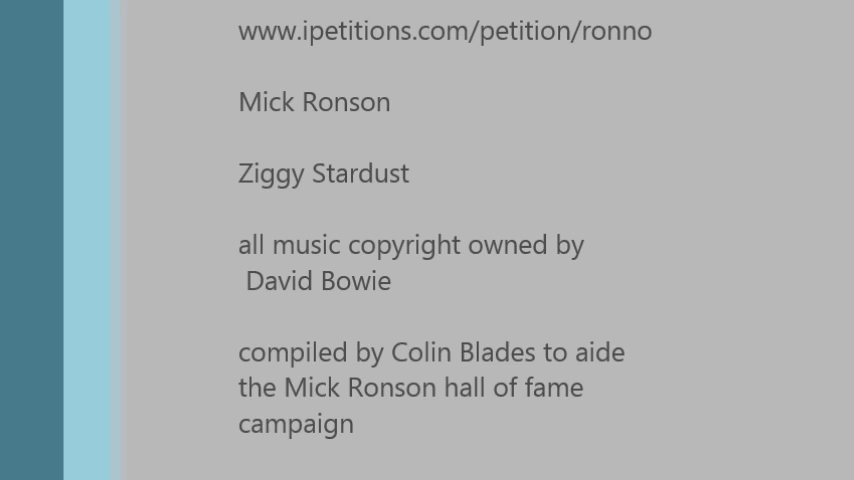 www.ipetitions.com/petition/ronno
Mick Ronson
Ziggy Stardust
all music copyright owned by
David Bowie
compiled by Colin Blades to aide
the Mick Ronson hall of fame
campaign